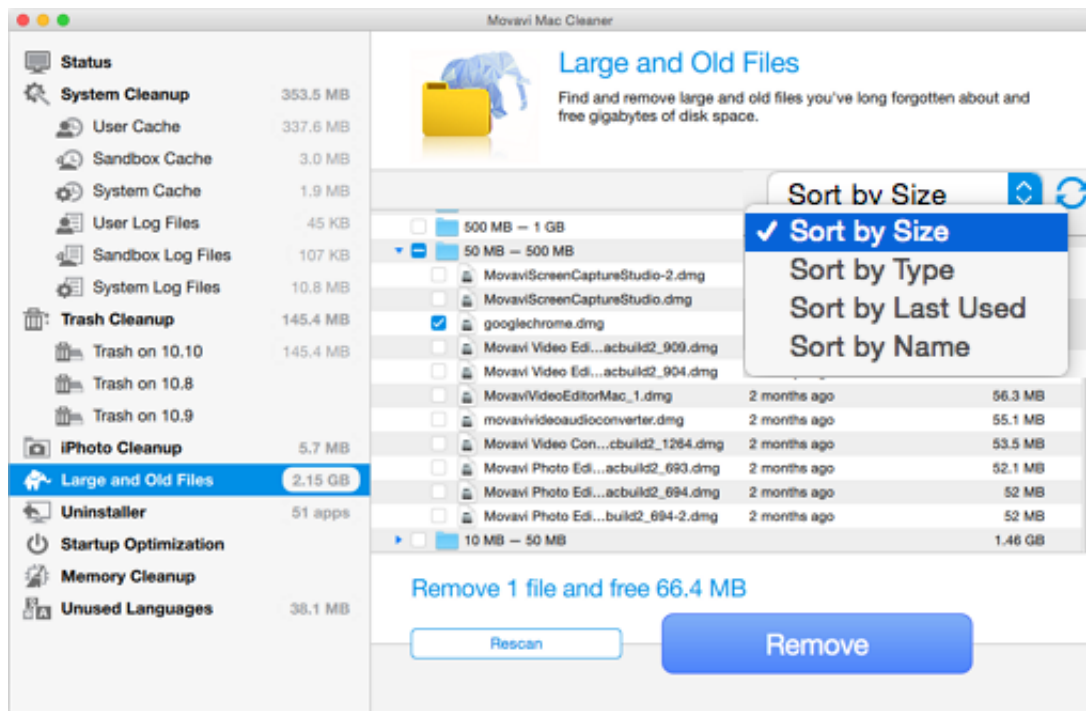 Movavi Mac Cleaner
Status
System Cleanup 353.5 MB
User Cache 337.6 MB
Sandbox Cache 3.0 MB
System Cache 1.9 MB
User Log Files 45 KB
Sandbox Log Files 107 KB
System Log Files 10.8 MB
Trash Cleanup 145.4 MB
Trash on 10.10 145.4 MB
Trash on 10.8
Trash on 10.9
iPhoto Cleanup 5.7 MB
Large and Old Files 2.15 GB
Uninstaller 51 apps
Startup Optimization
Memory Cleanup
Unused Languages 38.1 MB
Large and Old Files
Find and remove large and old files you've long forgotten about and
free gigabytes of disk space.
Sort by Size
Sort by Size
Sort by Type
Sort by Last Used
Sort by Name
500 MB — 1 GB
50 MB — 500 MB
MovaviScreenCaptureStudio-2.dmg
MovaviScreenCaptureStudio.dmg
googlechrome.dmg
Movavi Video Edi...acbuild2_909.dmg
Movavi Video Edi...acbuild2_904.dmg
MovaviVideoEditorMac_1.dmg 2 months ago 56.3 MB
movavivideoaudioconverter.dmg 2 months ago 55.1 MB
Movavi Video Con...cbuild2_1264.dmg 2 months ago 53.5 MB
Movavi Photo Edi...acbuild2_693.dmg 2 months ago 52.1 MB
Movavi Photo Edi...acbuild2_694.dmg 2 months ago 52 MB
Movavi Photo Edi...build2_694-2.dmg 2 months ago 52 MB
10 MB — 50 MB 1.46 GB
Remove 1 file and free 66.4 MB
Rescan
Remove